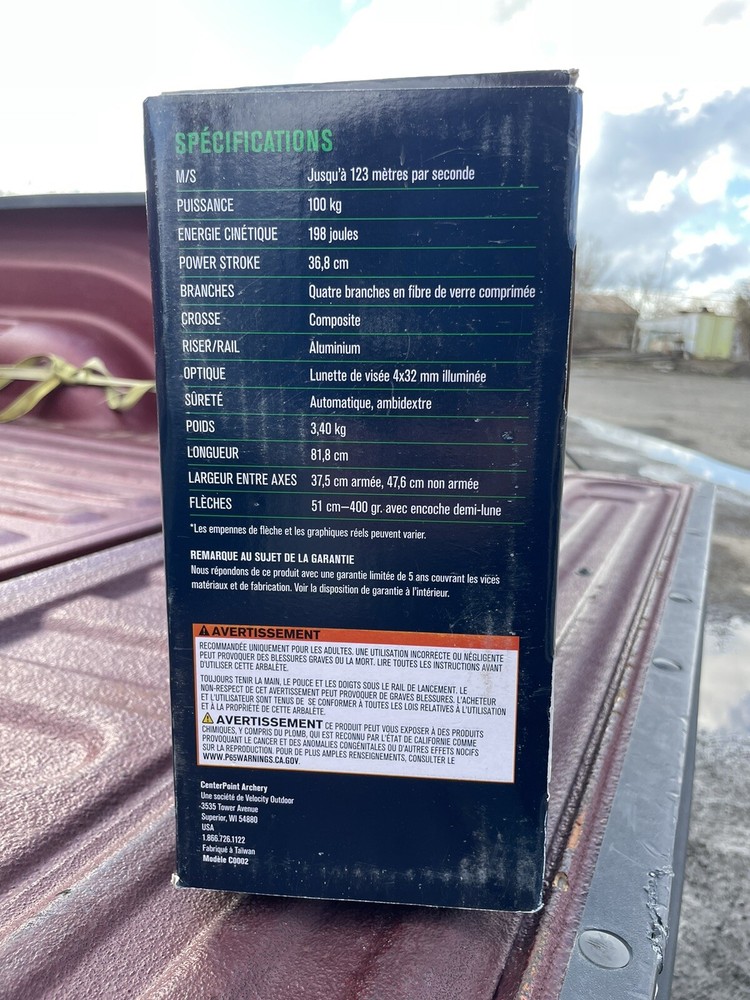 SPÉCIFICATIONS
M/S Jusqu'à 123 mètres par seconde
PUISSANCE 100 kg
ENERGIE CINÉTIQUE 198 joules
POWER STROKE 36,8 cm
BRANCHES Quatre branches en fibre de verre comprimée
CROSSE Composite
RISER/RAIL Aluminium
OPTIQUE Lunette de visée 4x32 mm illuminée
SÛRETÉ Automatique, ambidextre
POIDS 3,40 kg
LONGUEUR 81,8 cm
LARGEUR ENTRE AXES 37,5 cm armée, 47,6 cm non armée
FLÈCHES 51 cm—400 gr. avec encoche demi-lune
*Les empennes de flèche et les graphiques réels peuvent varier.
REMARQUE AU SUJET DE LA GARANTIE
Nous répondons de ce produit avec une garantie limitée de 5 ans couvrant les vices
matériaux et de fabrication. Voir la disposition de garantie à l'intérieur.
AVERTISSEMENT
RECOMMANDÉE UNIQUEMENT POUR LES ADULTES. UNE UTILISATION INCORRECTE OU NÉGLIGENTE
PEUT PROVOQUER DES BLESSURES GRAVES OU LA MORT. LIRE TOUTES LES INSTRUCTIONS AVANT
D'UTILISER CETTE ARBALÈTE.
TOUJOURS TENIR LA MAIN, LE POUCE ET LES DOIGTS SOUS LE RAIL DE LANCEMENT. LE
NON-RESPECT DE CET AVERTISSEMENT PEUT PROVOQUER DE GRAVES BLESSURES. L'ACHETEUR
ET L'UTILISATEUR SONT TENUS DE SE CONFORMER À TOUTES LES LOIS RELATIVES À L'UTILISATION
ET À LA PROPRIÉTÉ DE CETTE ARBALÈTE.
AVERTISSEMENT CE PRODUIT PEUT VOUS EXPOSER À DES PRODUITS
CHIMIQUES, Y COMPRIS DU PLOMB, QUI EST RECONNU PAR L'ÉTAT DE CALIFORNIE COMME
PROVOQUANT LE CANCER ET DES ANOMALIES CONGÉNITALES OU D'AUTRES EFFETS NOCIFS
SUR LA REPRODUCTION. POUR DE PLUS AMPLES RENSEIGNEMENTS, CONSULTER LE
WWW.P65WARNINGS.CA.GOV.
CenterPoint Archery
Une société de Velocity Outdoor
3535 Tower Avenue
Superior, WI 54880
USA
1.866.726.1122
Fabriqué à Taïwan
Modèle C0002